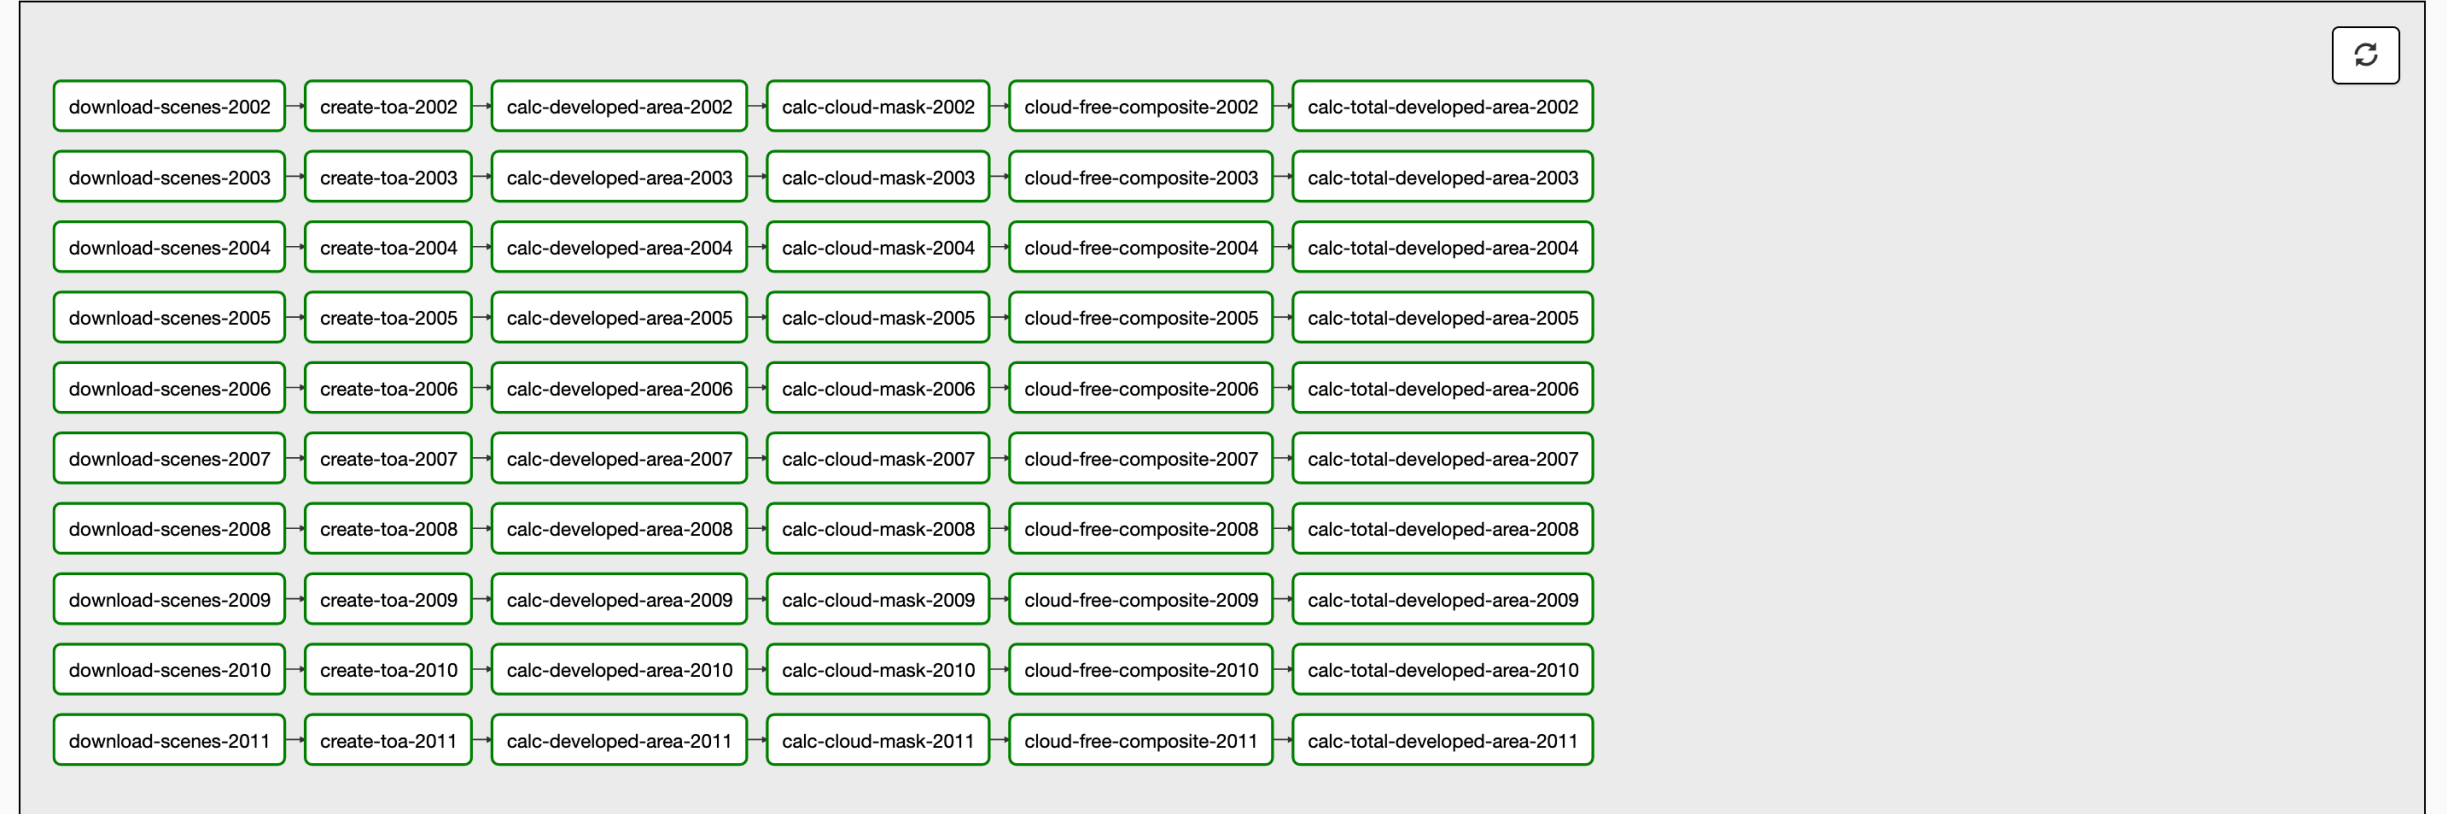 download-scenes-2002 create-toa-2002 calc-developed-area-2002 calc-cloud-mask-2002 cloud-free-composite-2002 calc-total-developed-area-2002
download-scenes-2003 create-toa-2003 calc-developed-area-2003 calc-cloud-mask-2003 cloud-free-composite-2003 calc-total-developed-area-2003
download-scenes-2004 create-toa-2004 calc-developed-area-2004 calc-cloud-mask-2004 cloud-free-composite-2004 calc-total-developed-area-2004
download-scenes-2005 create-toa-2005 calc-developed-area-2005 calc-cloud-mask-2005 cloud-free-composite-2005 calc-total-developed-area-2005
download-scenes-2006 create-toa-2006 calc-developed-area-2006 calc-cloud-mask-2006 cloud-free-composite-2006 calc-total-developed-area-2006
download-scenes-2007 create-toa-2007 calc-developed-area-2007 calc-cloud-mask-2007 cloud-free-composite-2007 calc-total-developed-area-2007
download-scenes-2008 create-toa-2008 calc-developed-area-2008 calc-cloud-mask-2008 cloud-free-composite-2008 calc-total-developed-area-2008
download-scenes-2009 create-toa-2009 calc-developed-area-2009 calc-cloud-mask-2009 cloud-free-composite-2009 calc-total-developed-area-2009
download-scenes-2010 create-toa-2010 calc-developed-area-2010 calc-cloud-mask-2010 cloud-free-composite-2010 calc-total-developed-area-2010
download-scenes-2011 create-toa-2011 calc-developed-area-2011 calc-cloud-mask-2011 cloud-free-composite-2011 calc-total-developed-area-2011